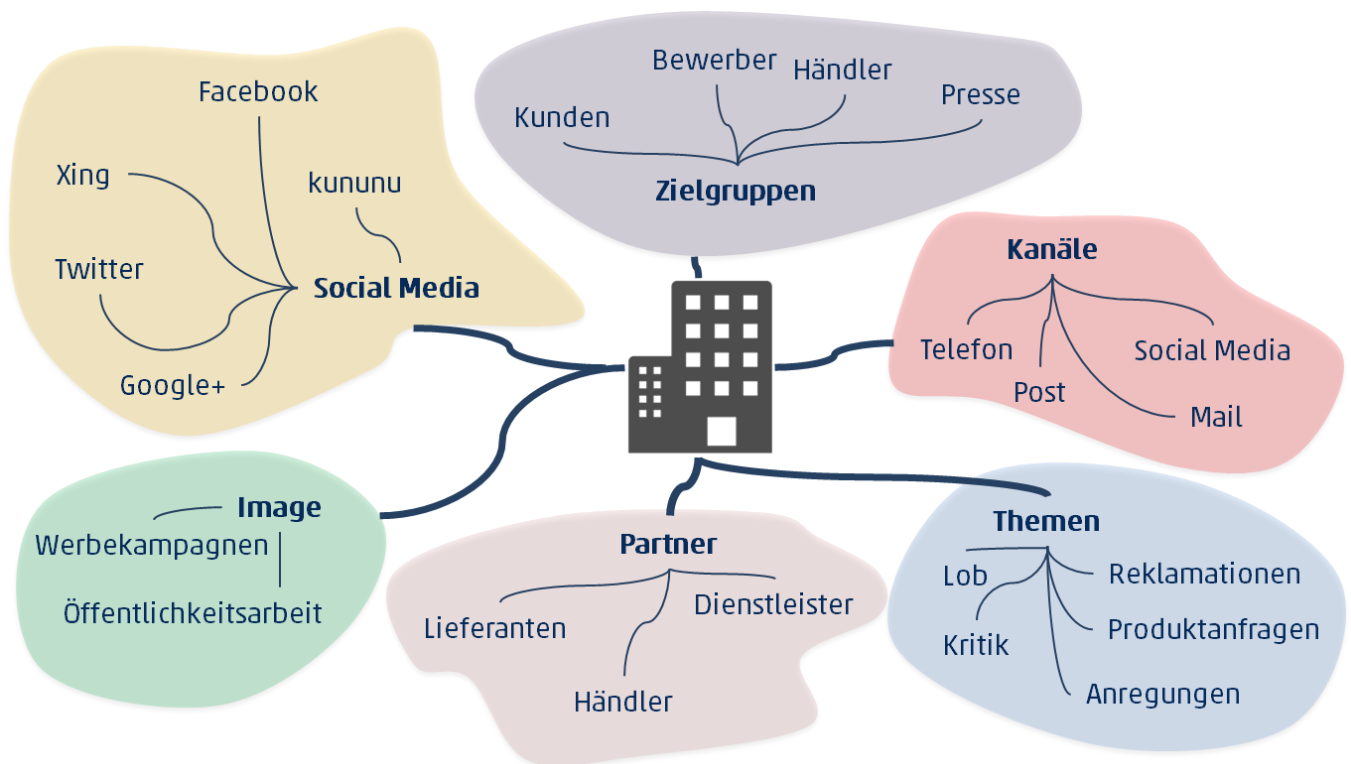 Facebook
Xing
kununu
Twitter
Social Media
Google+
Bewerber
Händler
Presse
Kunden
Zielgruppen
Kanäle
Telefon
Social Media
Post
Mail
Image
Werbekampagnen
Öffentlichkeitsarbeit
Partner
Dienstleister
Lieferanten
Händler
Themen
Lob
Reklamationen
Produktanfragen
Kritik
Anregungen